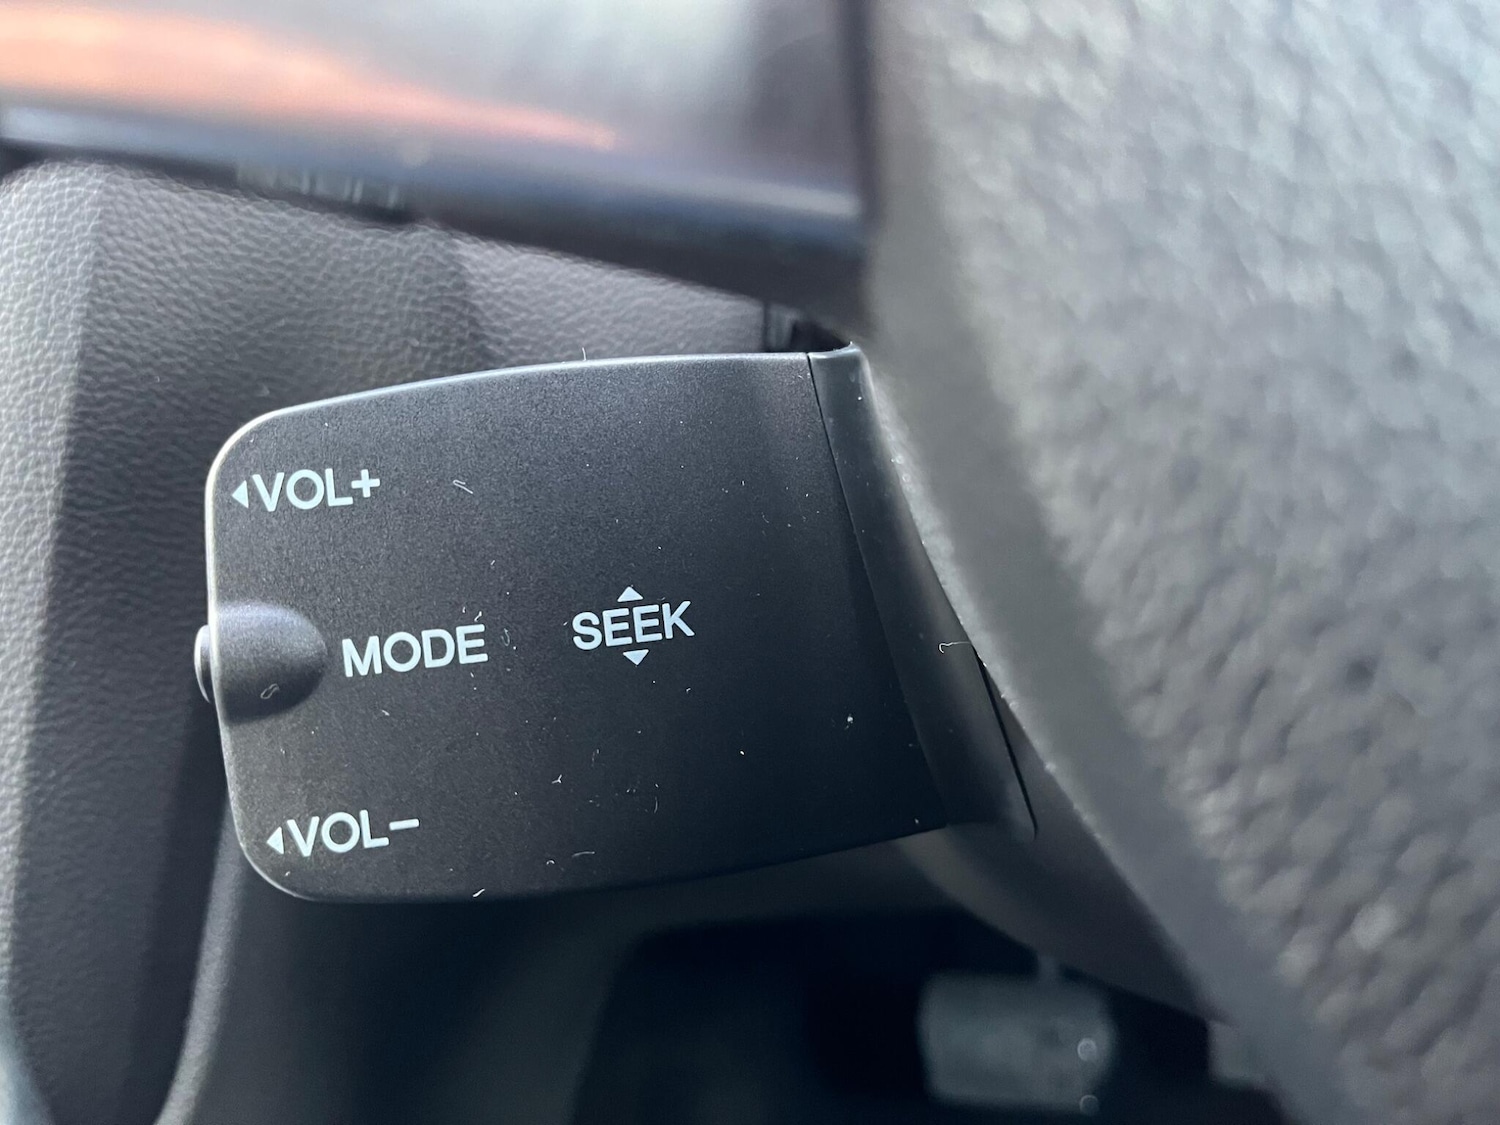 ◀VOL+
MODE
▲
SEEK
▼
◀VOL−